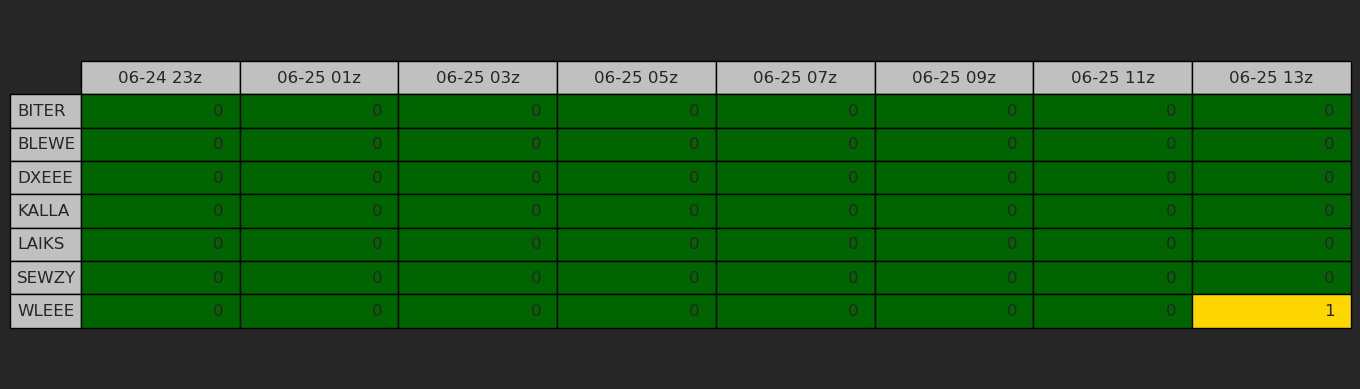 06-24 23z 06-25 01z 06-25 03z 06-25 05z 06-25 07z 06-25 09z 06-25 11z 06-25 13z
BITER 0 0 0 0 0 0 0 0
BLEWE 0 0 0 0 0 0 0 0
DXEEE 0 0 0 0 0 0 0 0
KALLA 0 0 0 0 0 0 0 0
LAIKS 0 0 0 0 0 0 0 0
SEWZY 0 0 0 0 0 0 0 0
WLEEE 0 0 0 0 0 0 0 1